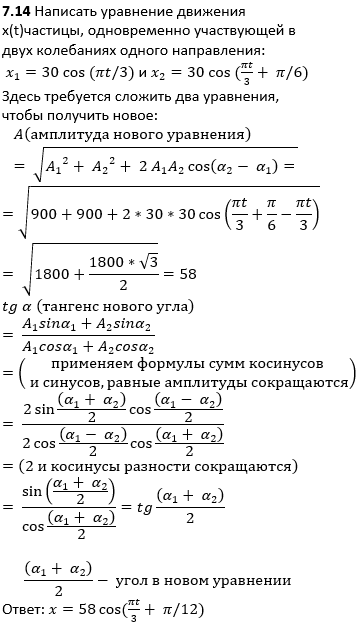 7.14 Написать уравнение движения
x(t)частицы, одновременно участвующей в
двух колебаниях одного направления:
x₁ = 30 cos (πt/3) и x₂ = 30 cos (πt/3 + π/6)
Здесь требуется сложить два уравнения,
чтобы получить новое:
A(амплитуда нового уравнения)
= √(A₁² + A₂² + 2 A₁A₂ cos(α₂ − α₁) =)
= √(900 + 900 + 2 * 30 * 30 cos (πt/3 + π/6 − πt/3))
= √(1800 + (1800 * √3)/2) = 58
tg α (тангенс нового угла)
= (A₁sinα₁ + A₂sinα₂)/(A₁cosα₁ + A₂cosα₂)
= ( применяем формулы сумм косинусов
и синусов, равные амплитуды сокращаются )
= (2 sin (α₁ + α₂)/2 cos (α₁ − α₂)/2)/(2 cos (α₁ − α₂)/2 cos (α₁ + α₂)/2)
= (2 и косинусы разности сокращаются)
= sin ((α₁ + α₂)/2)/cos (α₁ + α₂)/2 = tg (α₁ + α₂)/2
(α₁ + α₂)/2 − угол в новом уравнении
Ответ: x = 58 cos(πt/3 + π/12)